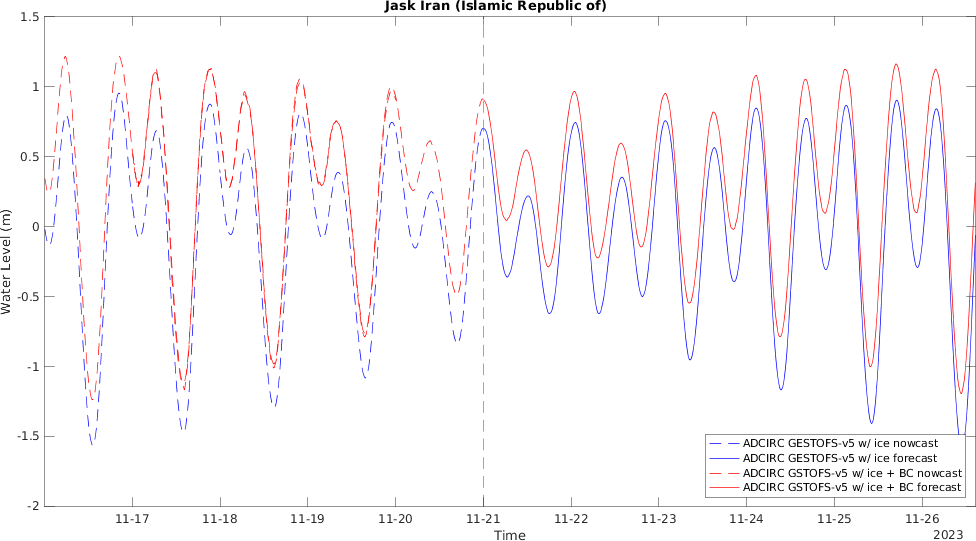 Jask Iran (Islamic Republic of)
1.5
1
0.5
0
-0.5
-1
-1.5
-2
Water Level (m)
ADCIRC GESTOFS-v5 w/ ice nowcast
ADCIRC GESTOFS-v5 w/ ice forecast
ADCIRC GSTOFS-v5 w/ ice + BC nowcast
ADCIRC GSTOFS-v5 w/ ice + BC forecast
11-17 11-18 11-19 11-20 11-21 11-22 11-23 11-24 11-25 11-26
Time
2023